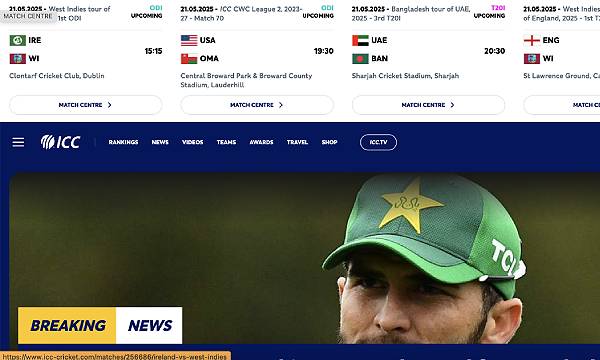 21.05.2025 - West Indies tour of
1st ODI
ODI
UPCOMING
MATCH CENTRE
IRE
WI
15:15
Clontarf Cricket Club, Dublin
MATCH CENTRE
21.05.2025 - ICC CWC League 2, 2023-
27 - Match 70
ODI
UPCOMING
USA
OMA
19:30
Central Broward Park & Broward County
Stadium, Lauderhill
MATCH CENTRE
21.05.2025 - Bangladesh tour of UAE,
2025 - 3rd T20I
T20I
UPCOMING
UAE
BAN
20:30
Sharjah Cricket Stadium, Sharjah
MATCH CENTRE
21.05.2025 - West Indies
of England, 2025 - 1st T
ENG
WI
St Lawrence Ground, Ca
MATCH C
ICC
RANKINGS
NEWS
VIDEOS
TEAMS
AWARDS
TRAVEL
SHOP
ICC.TV
TCL
BREAKING NEWS
https://www.icc-cricket.com/matches/256686/ireland-vs-west-indies